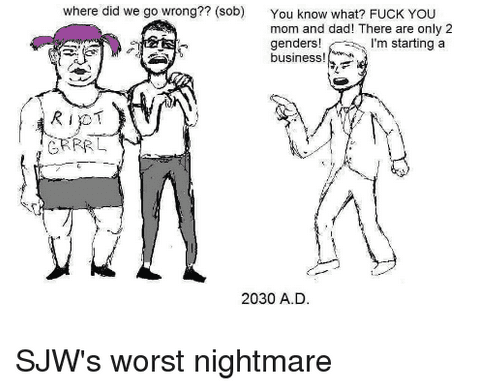 where did we go wrong?? (sob)
You know what? FUCK YOU
mom and dad! There are only 2
genders! I'm starting a
business!
RIOT
GRRRL
2030 A.D.
SJW's worst nightmare